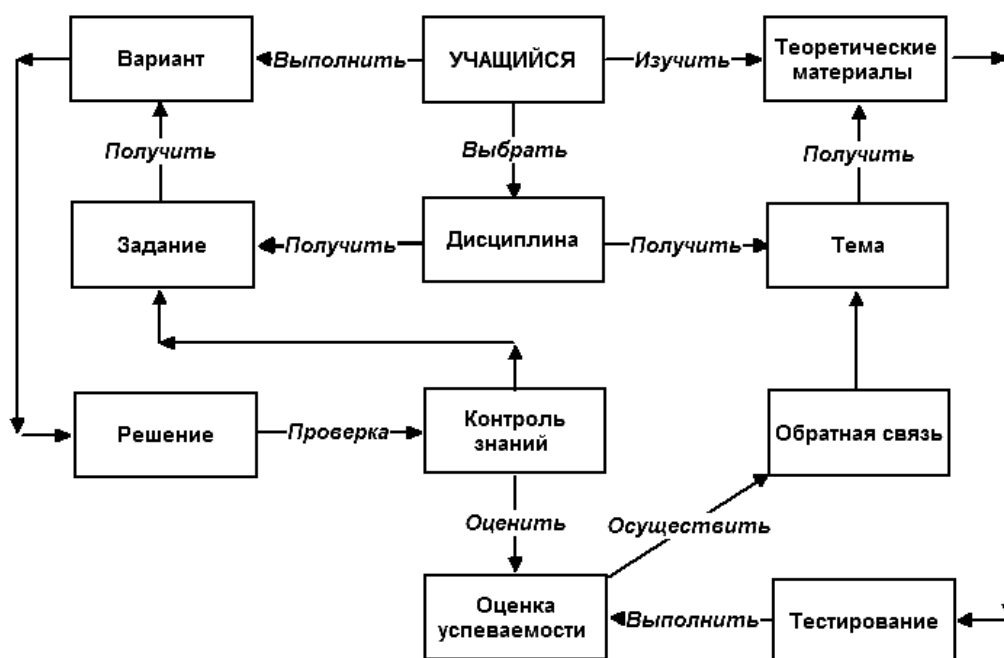 Вариант
Выполнить
УЧАЩИЙСЯ
Изучить
Теоретические
материалы
Получить
Выбрать
Получить
Задание
Получить
Дисциплина
Получить
Тема
Решение
Проверка
Контроль
знаний
Обратная связь
Оценить
Осуществить
Оценка
успеваемости
Выполнить
Тестирование